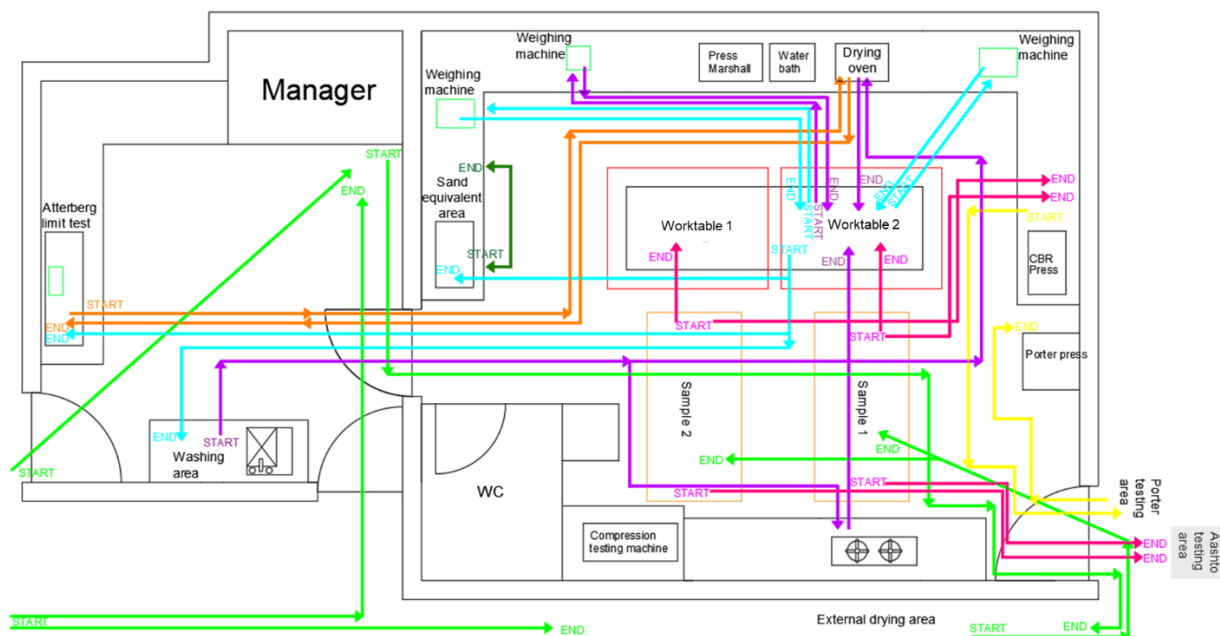 Weighing
machine
Weighing
machine
Press
Marshall
Water
bath
Drying
oven
Weighing
machine
Manager
START
END
END
Sand
equivalent
area
START
END
Atterberg
limit test
START
END
END
END
START
START
END
END
END
START
Worktable 1
Worktable 2
START
END
END
END
END
END
START
CBR
Press
END
Porter press
START
START
Sample 2
Sample 1
END
END
START
END
START
Washing
area
WC
START
START
Compression
testing machine
Porter
testing
area
END
END
Aashto
testing
area
START
END
External drying area
START
END